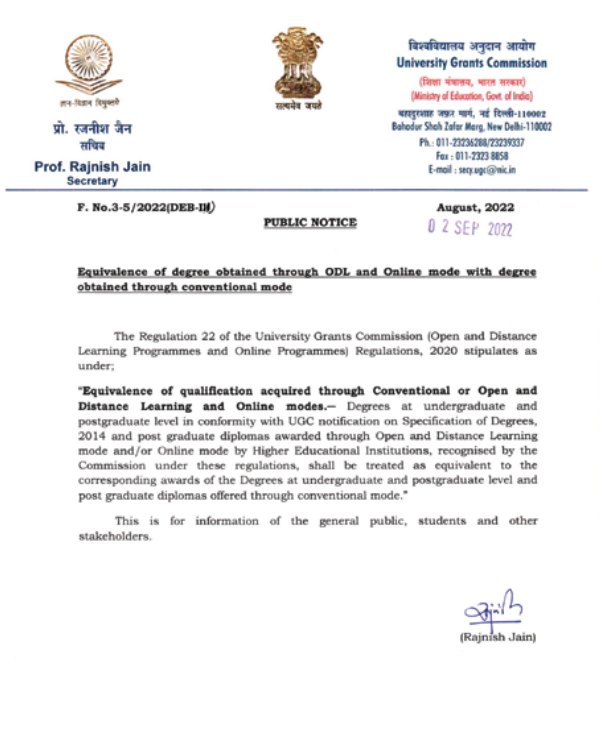 ज्ञान-विज्ञान विमुक्तये
प्रो. रजनीश जैन
सचिव
Prof. Rajnish Jain
Secretary
सत्यमेव जयते
विश्वविद्यालय अनुदान आयोग
University Grants Commission
(शिक्षा मंत्रालय, भारत सरकार)
(Ministry of Education, Govt. of India)
बहादुरशाह ज़फ़र मार्ग, नई दिल्ली-110002
Bahadur Shah Zafar Marg, New Delhi-110002
Ph.: 011-23236288/23239337
Fax : 011-2323 8858
E-mail : secy.ugc@nic.in
F. No.3-5/2022(DEB-III)
August, 2022
PUBLIC NOTICE
0 2 SEP 2022
Equivalence of degree obtained through ODL and Online mode with degree
obtained through conventional mode
The Regulation 22 of the University Grants Commission (Open and Distance
Learning Programmes and Online Programmes) Regulations, 2020 stipulates as
under;
"Equivalence of qualification acquired through Conventional or Open and
Distance Learning and Online modes.— Degrees at undergraduate and
postgraduate level in conformity with UGC notification on Specification of Degrees,
2014 and post graduate diplomas awarded through Open and Distance Learning
mode and/or Online mode by Higher Educational Institutions, recognised by the
Commission under these regulations, shall be treated as equivalent to the
corresponding awards of the Degrees at undergraduate and postgraduate level and
post graduate diplomas offered through conventional mode."
This is for information of the general public, students and other
stakeholders.
(Rajnish Jain)